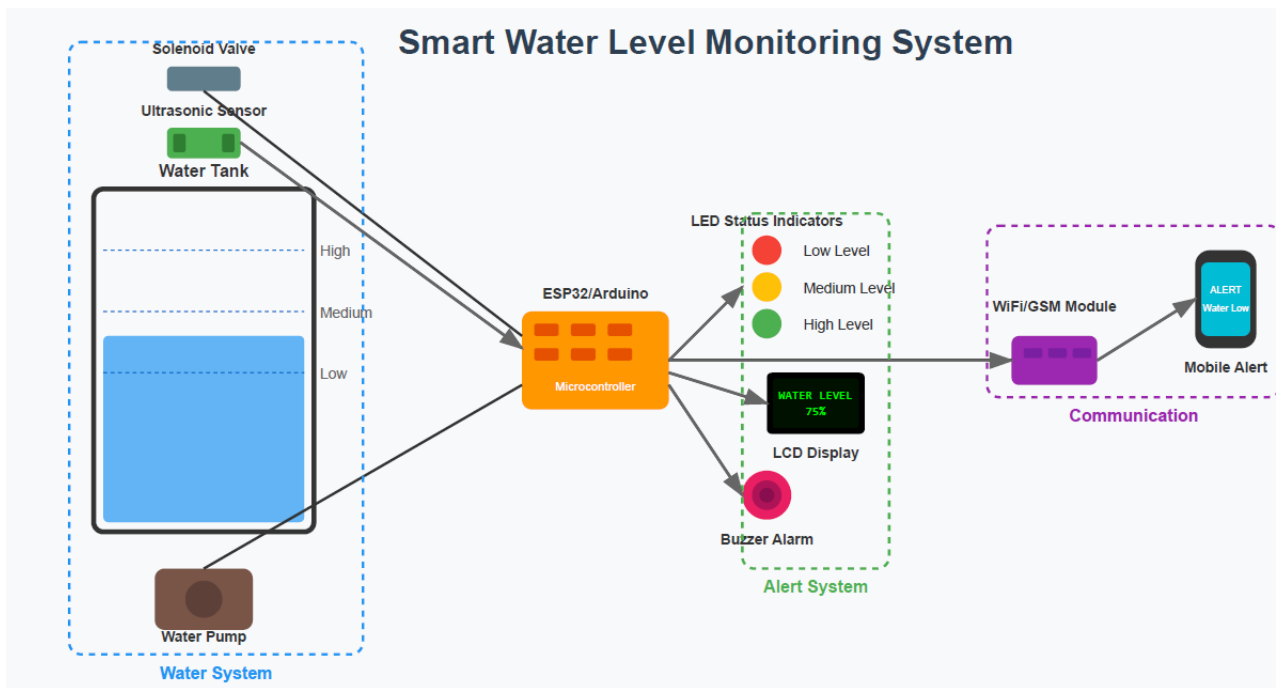 Smart Water Level Monitoring System
Solenoid Valve
Ultrasonic Sensor
Water Tank
High
Medium
Low
Water Pump
Water System
ESP32/Arduino
Microcontroller
LED Status Indicators
Low Level
Medium Level
High Level
WATER LEVEL
75%
LCD Display
Buzzer Alarm
Alert System
WiFi/GSM Module
ALERT
Water Low
Mobile Alert
Communication